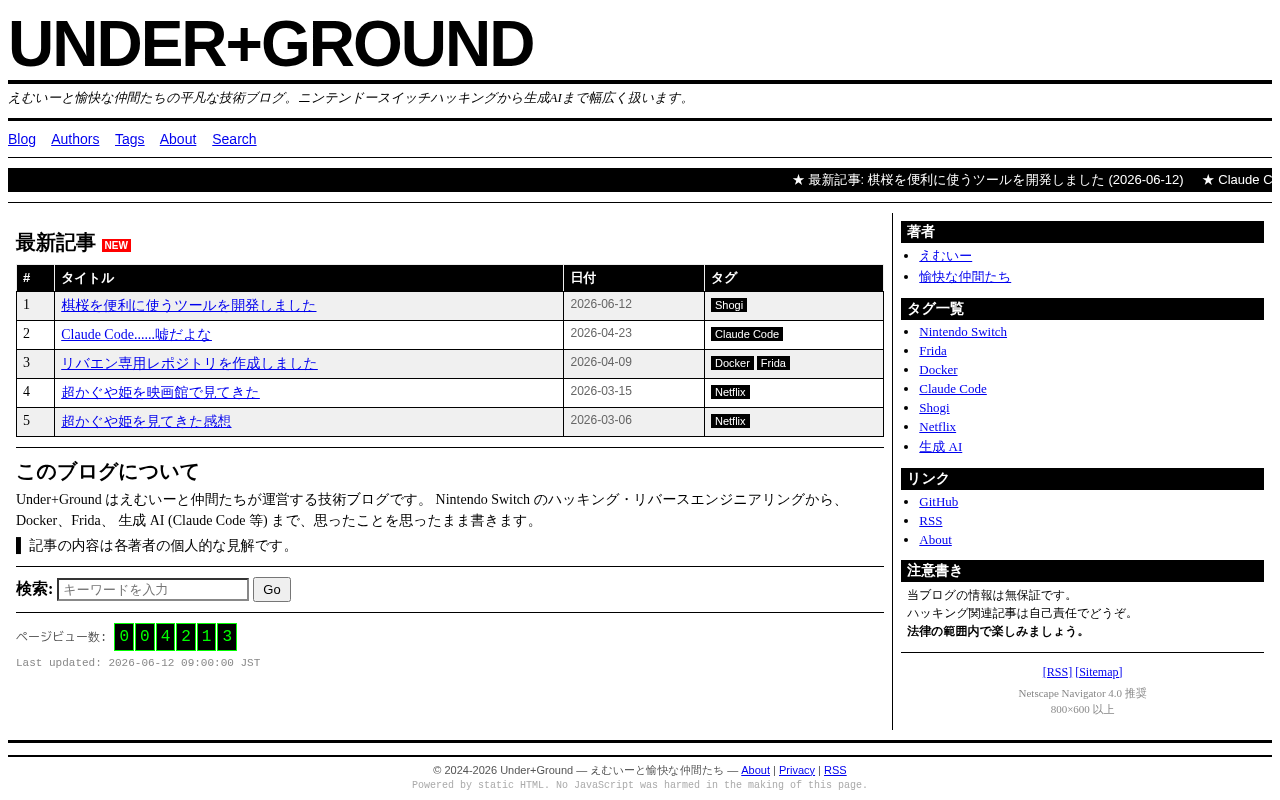 UNDER+GROUND
えむいーと愉快な仲間たちの平凡な技術ブログ。ニンテンドースイッチハッキングから生成AIまで幅広く扱います。
Blog Authors Tags About Search
★ 最新記事: 棋桜を便利に使うツールを開発しました (2026-06-12) ★ Claude C
最新記事 NEW
# タイトル 日付 タグ
1 棋桜を便利に使うツールを開発しました 2026-06-12 Shogi
2 Claude Code......嘘だよな 2026-04-23 Claude Code
3 リバエン専用レポジトリを作成しました 2026-04-09 Docker Frida
4 超かぐや姫を映画館で見てきた 2026-03-15 Netflix
5 超かぐや姫を見てきた感想 2026-03-06 Netflix
このブログについて
Under+Ground はえむいーと仲間たちが運営する技術ブログです。 Nintendo Switch のハッキング・リバースエンジニアリングから、
Docker、Frida、 生成 AI (Claude Code 等) まで、思ったことを思ったまま書きます。
記事の内容は各著者の個人的な見解です。
検索: キーワードを入力 Go
ページビュー数: 0 0 4 2 1 3
Last updated: 2026-06-12 09:00:00 JST
著者
えむいー
愉快な仲間たち
タグ一覧
Nintendo Switch
Frida
Docker
Claude Code
Shogi
Netflix
生成 AI
リンク
GitHub
RSS
About
注意書き
当ブログの情報は無保証です。
ハッキング関連記事は自己責任でどうぞ。
法律の範囲内で楽しみましょう。
[RSS] [Sitemap]
Netscape Navigator 4.0 推奨
800×600 以上
© 2024-2026 Under+Ground — えむいーと愉快な仲間たち — About | Privacy | RSS
Powered by static HTML. No JavaScript was harmed in the making of this page.